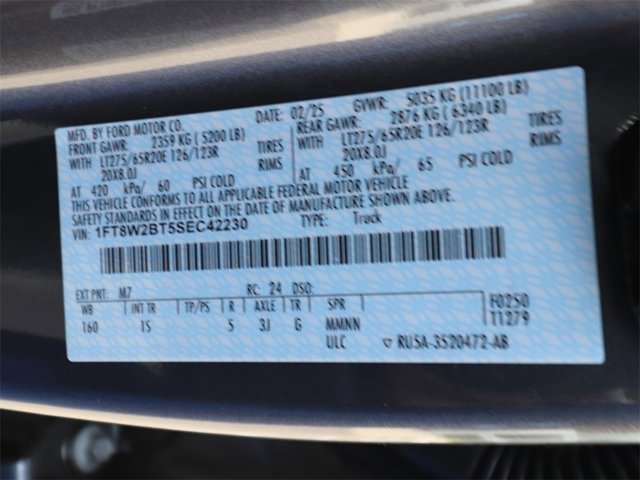 MFD. BY FORD MOTOR CO.
DATE: 02/25 GVWR: 5035 KG (11100 LB)
FRONT GAWR: 2359 KG (5200 LB)
REAR GAWR: 2876 KG (6340 LB)
WITH LT275/65R20E 126/123R TIRES
WITH LT275/65R20E 126/123R TIRES
20X8.0J RIMS
20X8.0J RIMS
AT 420 kPa/ 60 PSI COLD
AT 450 kPa/ 65 PSI COLD
THIS VEHICLE CONFORMS TO ALL APPLICABLE FEDERAL MOTOR VEHICLE
SAFETY STANDARDS IN EFFECT ON THE DATE OF MANUFACTURE SHOWN ABOVE.
VIN: 1FT8W2BT5SEC42230 TYPE: Truck
EXT PNT: M7 RC: 24 DSO:
F0250
WB INT TR TP/PS R AXLE TR SPR
T1279
160 1S 5 3J G MMNN
ULC ▽ RU5A-3520472-AB